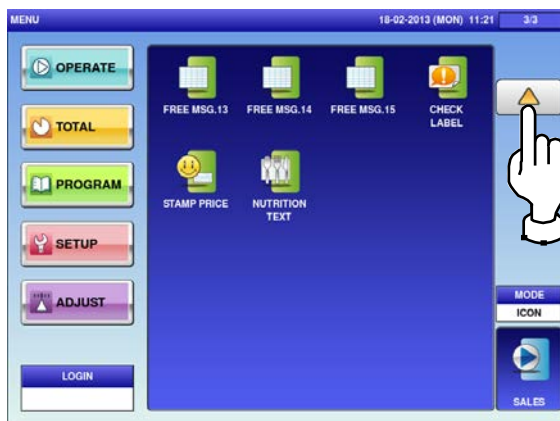 MENU 18-02-2013 (MON) 11:21 3/3
OPERATE
TOTAL
PROGRAM
SETUP
ADJUST
LOGIN
FREE MSG.13 FREE MSG.14 FREE MSG.15 CHECK
LABEL
STAMP PRICE NUTRITION
TEXT
MODE
ICON
SALES